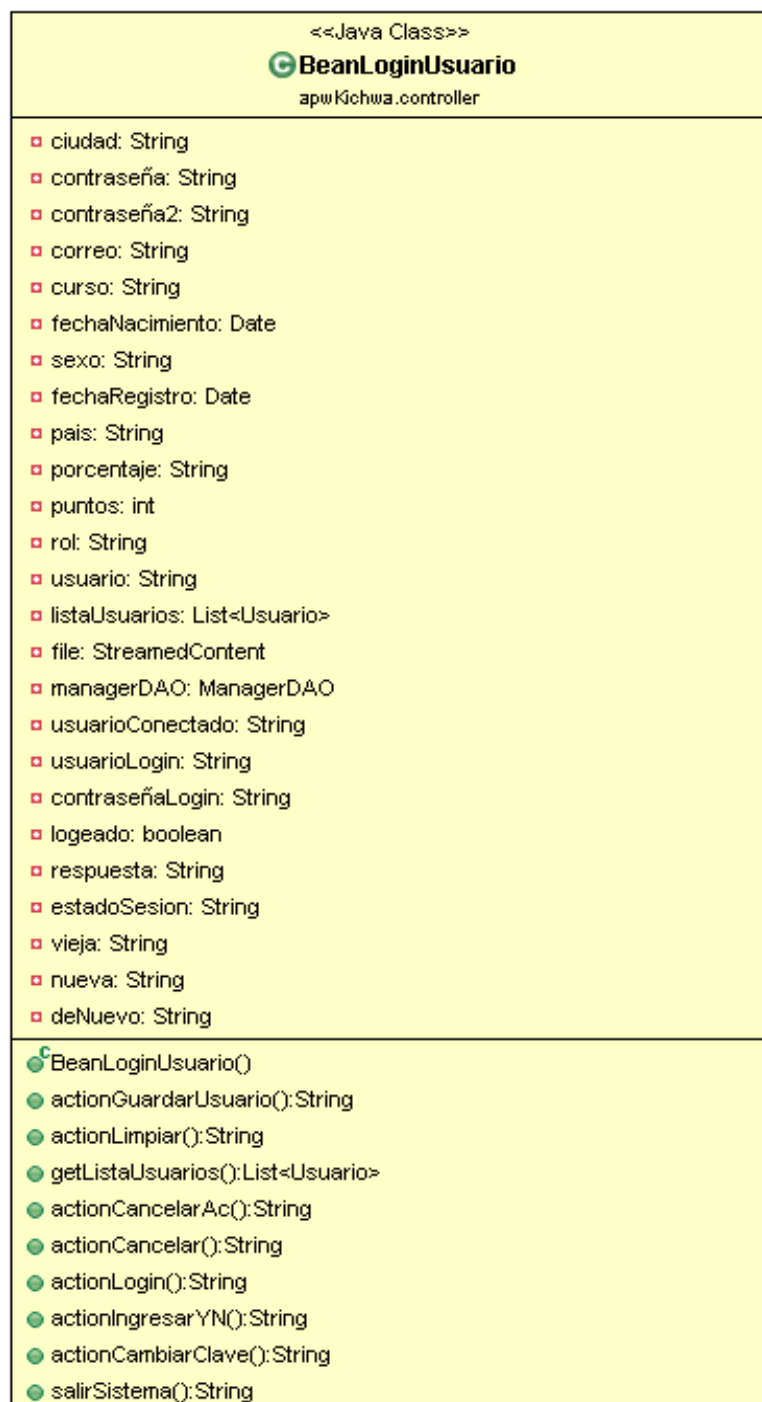 <<Java Class>>
BeanLoginUsuario
apwKichwa.controller
ciudad: String
contraseña: String
contraseña2: String
correo: String
curso: String
fechaNacimiento: Date
sexo: String
fechaRegistro: Date
pais: String
porcentaje: String
puntos: int
rol: String
usuario: String
listaUsuarios: List<Usuario>
file: StreamedContent
managerDAO: ManagerDAO
usuarioConectado: String
usuarioLogin: String
contraseñaLogin: String
logeado: boolean
respuesta: String
estadoSesion: String
vieja: String
nueva: String
deNuevo: String
BeanLoginUsuario()
actionGuardarUsuario():String
actionLimpiar():String
getListaUsuarios():List<Usuario>
actionCancelarAc():String
actionCancelar():String
actionLogin():String
actionIngresarYN():String
actionCambiarClave():String
salirSistema():String